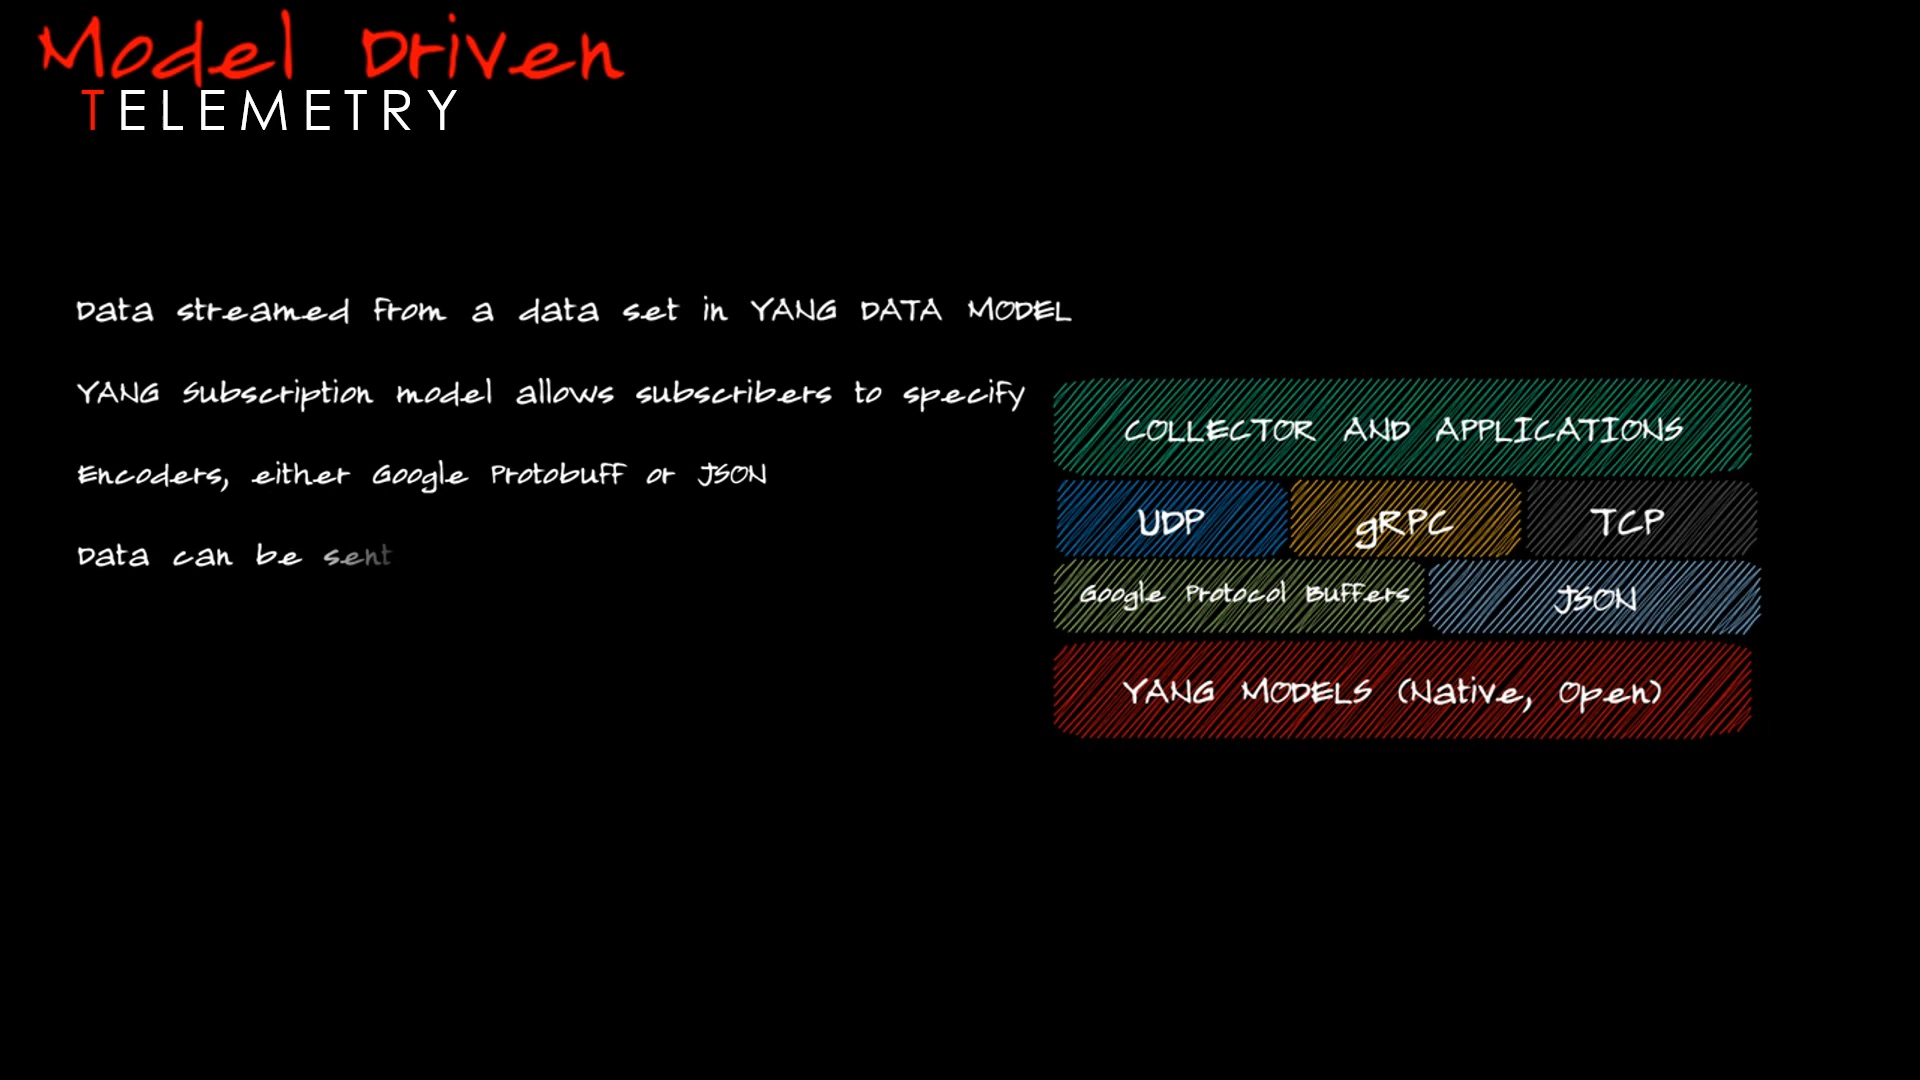 Model Driven
TELEMETRY
Data streamed from a data set in YANG DATA MODEL
YANG Subscription model allows subscribers to specify
Encoders, either Google Protobuff or JSON
Data can be sent
COLLECTOR AND APPLICATIONS
UDP gRPC TCP
Google Protocol Buffers JSON
YANG MODELS (Native, Open)